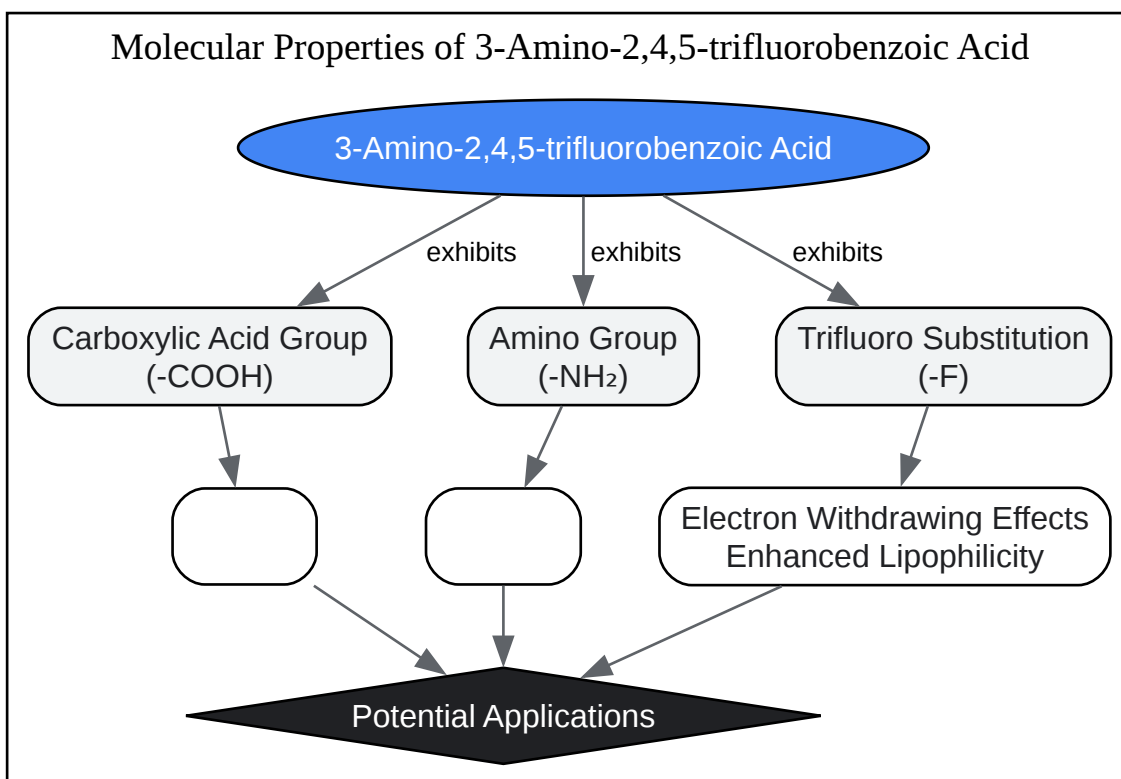 Molecular Properties of 3-Amino-2,4,5-trifluorobenzoic Acid
3-Amino-2,4,5-trifluorobenzoic Acid
exhibits
exhibits
exhibits
Carboxylic Acid Group
(-COOH)
Amino Group
(-NH₂)
Trifluoro Substitution
(-F)
Electron Withdrawing Effects
Enhanced Lipophilicity
Potential Applications